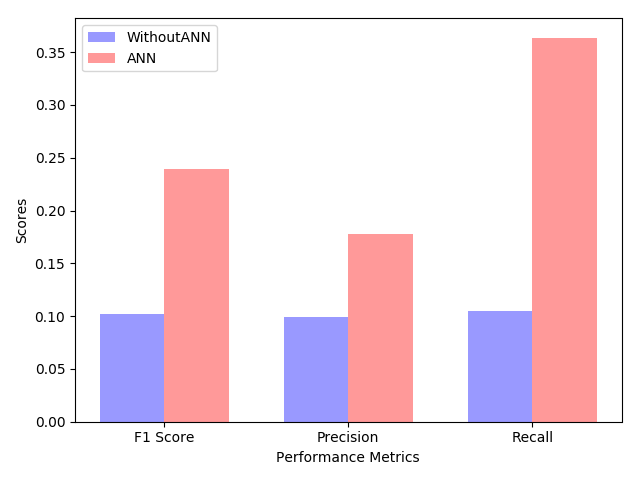 WithoutANN
ANN
0.35
0.30
0.25
0.20
0.15
0.10
0.05
0.00
Scores
F1 Score Precision Recall
Performance Metrics